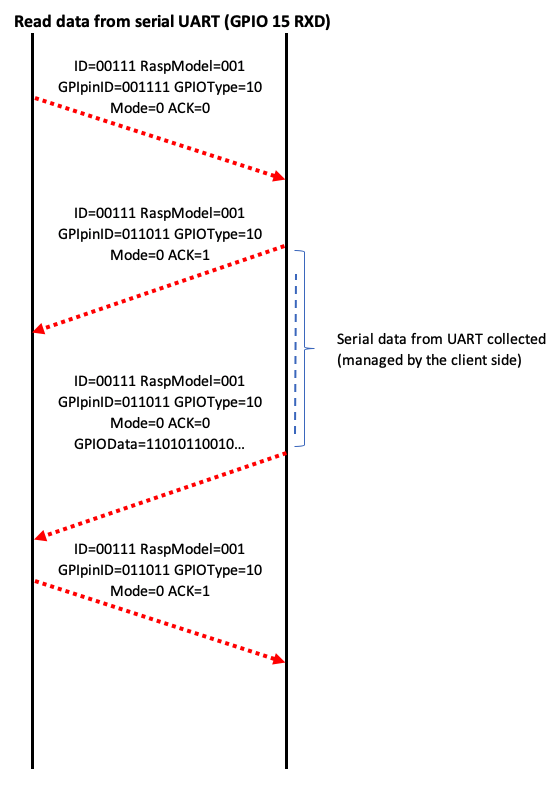 Read data from serial UART (GPIO 15 RXD)
ID=00111 RaspModel=001
GPIpinID=001111 GPIOType=10
Mode=0 ACK=0
ID=00111 RaspModel=001
GPIpinID=011011 GPIOType=10
Mode=0 ACK=1
Serial data from UART collected
(managed by the client side)
ID=00111 RaspModel=001
GPIpinID=011011 GPIOType=10
Mode=0 ACK=0
GPIOData=11010110010...
ID=00111 RaspModel=001
GPIpinID=011011 GPIOType=10
Mode=0 ACK=1